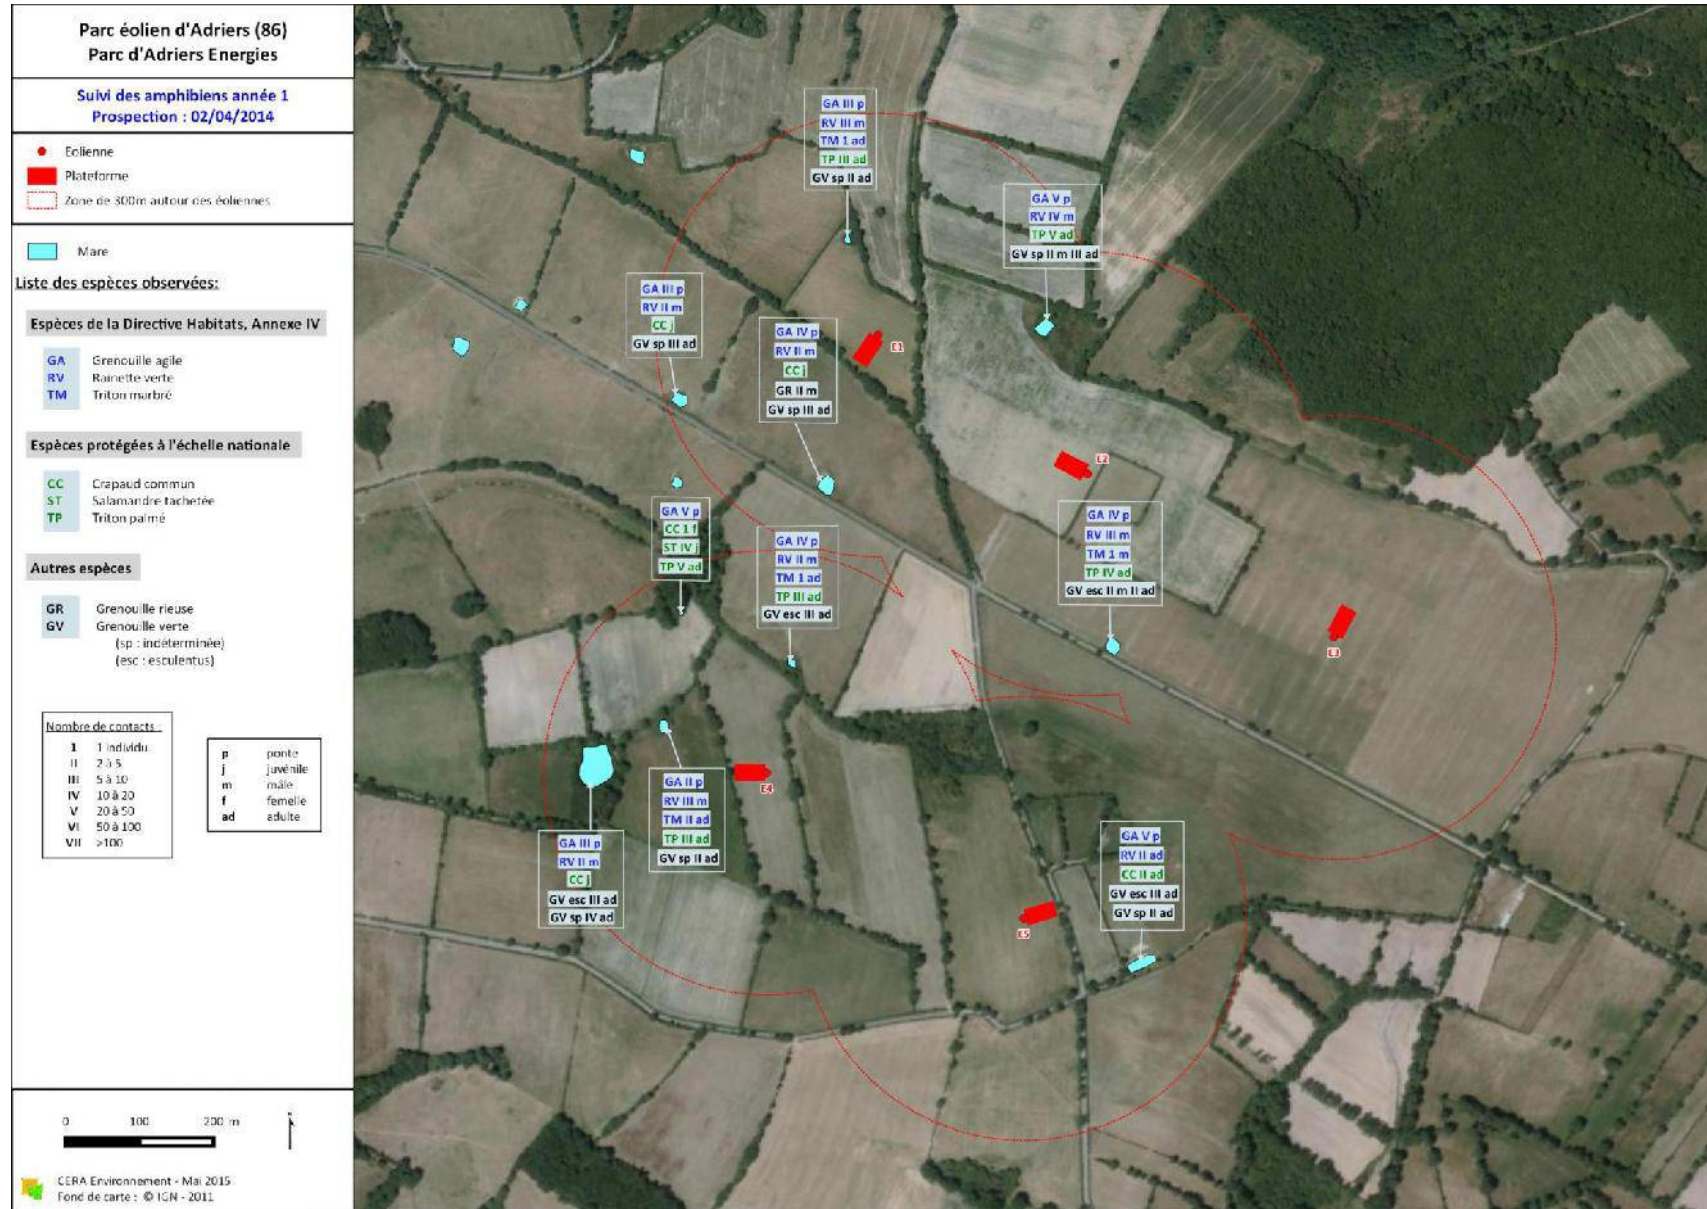 Parc éolien d'Adriers (86)
Parc d'Adriers Energies
Suivi des amphibiens année 1
Prospection : 02/04/2014
Eolienne
Plateforme
Zone de 300m autour des éoliennes
Mare
Liste des espèces observées:
Espèces de la Directive Habitats, Annexe IV
GA Grenouille agile
RV Rainette verte
TM Triton marbré
Espèces protégées à l'échelle nationale
CC Crapaud commun
ST Salamandre tachetée
TP Triton palmé
Autres espèces
GR Grenouille rieuse
GV Grenouille verte
(sp : indéterminée)
(esc : esculentus)
Nombre de contacts :
1 1 individu
II 2 à 5
III 5 à 10
IV 10 à 20
V 20 à 50
VI 50 à 100
VII >100
p ponte
j juvénile
m mâle
f femelle
ad adulte
0 100 200 m
CERA Environnement - Mai 2015
Fond de carte : © IGN - 2011
GA III p
RV III m
TM 1 ad
TP III ad
GV sp II ad
GA V p
RV IV m
TP V ad
GV sp II m III ad
GA III p
RV II m
CC j
GV sp III ad
GA IV p
RV II m
CC j
GR II m
GV sp III ad
E1
E2
GA V p
CC 1 f
ST IV j
TP V ad
GA IV p
RV II m
TM 1 ad
TP III ad
GV esc III ad
GA IV p
RV III m
TM 1 m
TP IV ad
GV esc II m II ad
E3
GA II p
RV III m
TM II ad
TP III ad
GV sp II ad
E4
GA III p
RV II m
CC j
GV esc III ad
GV sp IV ad
GA V p
RV II ad
CC II ad
GV esc III ad
GV sp II ad
E5